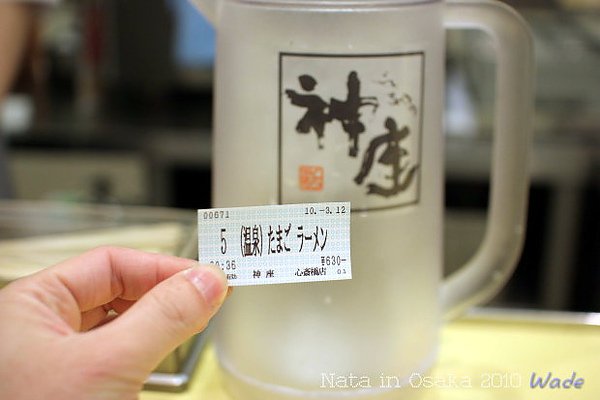 神座
00671 10.-3.12
5 (温泉)たまご ラーメン
:36 ¥630-
神 座 心斎橋店 01
Nata in Osaka 2010 Wade